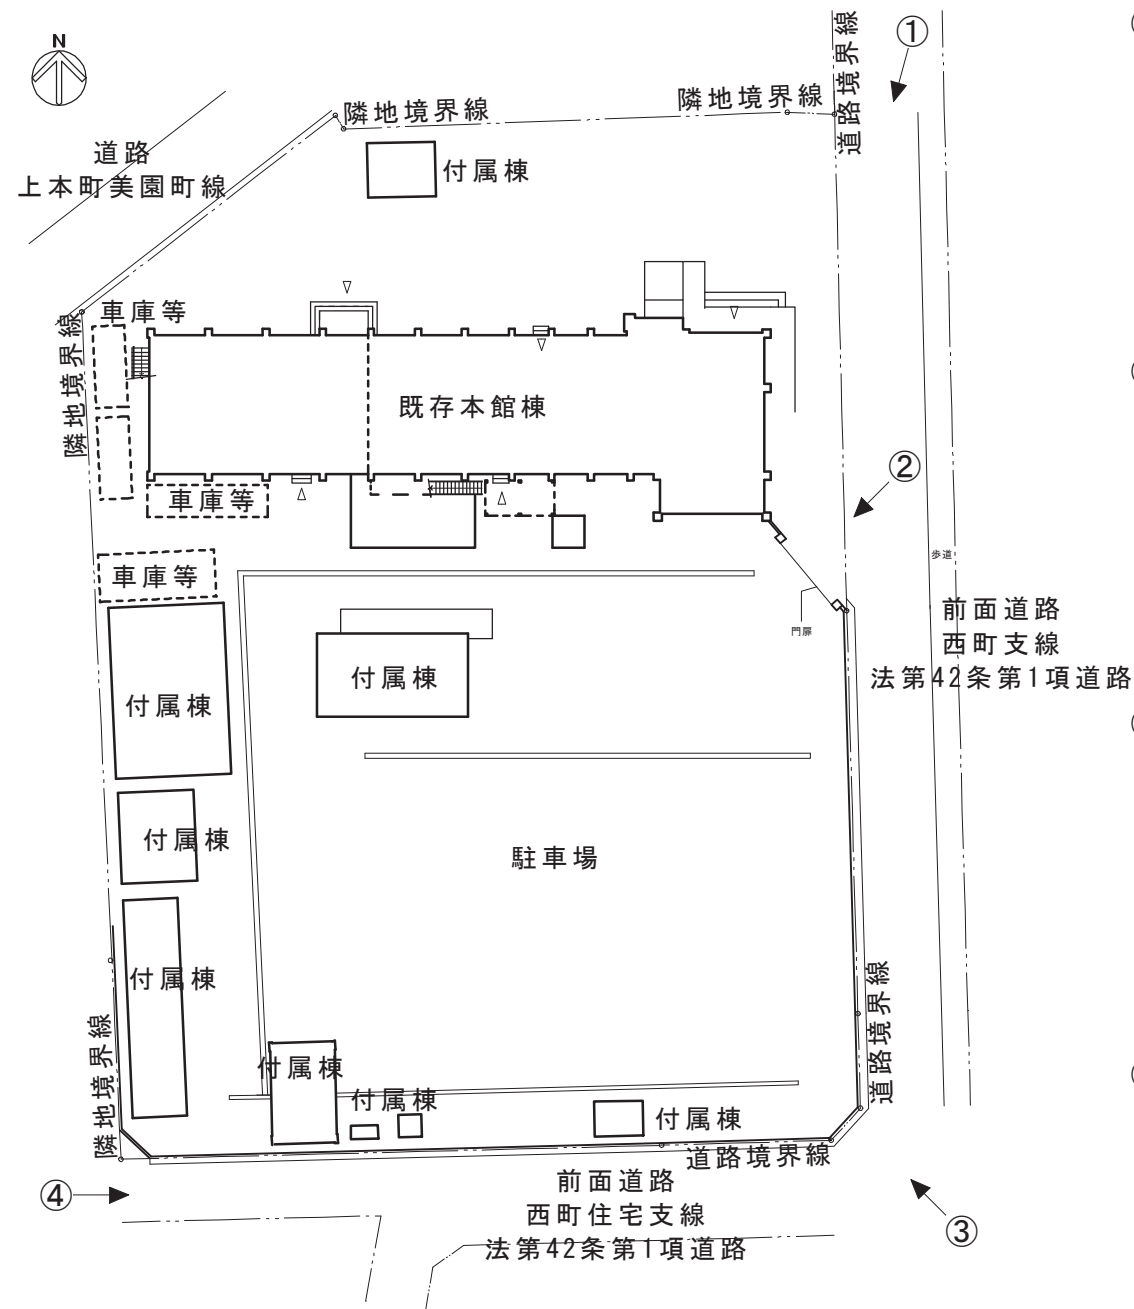 N
①
道路境界線
隣地境界線
隣地境界線
道路
上本町美園町線
付属棟
車庫等
隣地境界線
既存本館棟
②
車庫等
歩道
車庫等
前面道路
西町支線
法第42条第1項道路
門扉
付属棟
付属棟
付属棟
駐車場
付属棟
道路境界線
隣地境界線
付属棟
付属棟
付属棟
道路境界線
前面道路
西町住宅支線
法第42条第1項道路
④
③